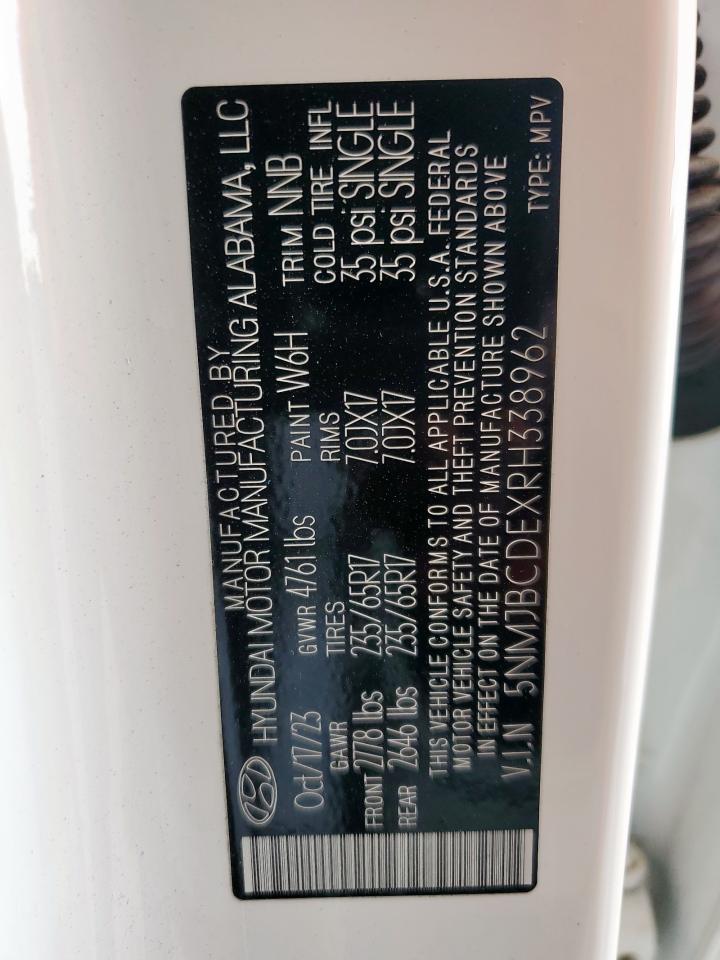 MANUFACTURED BY
HYUNDAI MOTOR MANUFACTURING ALABAMA, LLC
Oct/17/23 GVWR 4761 lbs PAINT W6H TRIM NNB
GAWR TIRES RIMS COLD TIRE INFL
FRONT 2778 lbs 235/65R17 7.0JX17 35 psi SINGLE
REAR 2646 lbs 235/65R17 7.0JX17 35 psi SINGLE
THIS VEHICLE CONFORMS TO ALL APPLICABLE U.S.A. FEDERAL
MOTOR VEHICLE SAFETY AND THEFT PREVENTION STANDARDS
IN EFFECT ON THE DATE OF MANUFACTURE SHOWN ABOVE
V.I.N 5NMJBCDEXRH338962 TYPE: MPV